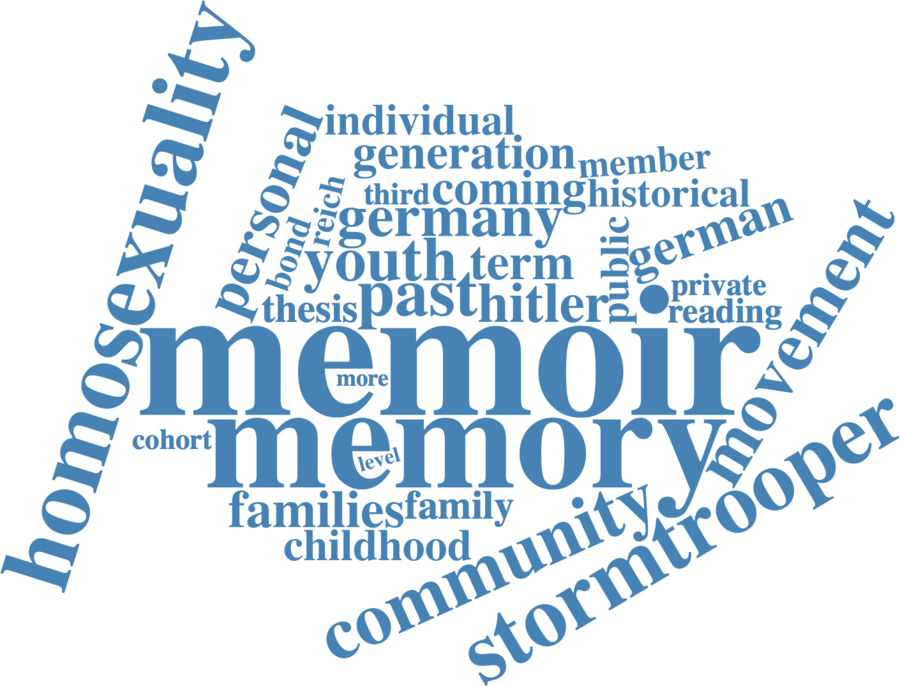 homosexuality
individual
personal
generation
member
third
coming
historical
reich
bond
germany
public
german
youth
term
movement
thesis
past
hitler
private
reading
memoir
more
cohort
memory
level
stormtrooper
families
family
community
childhood